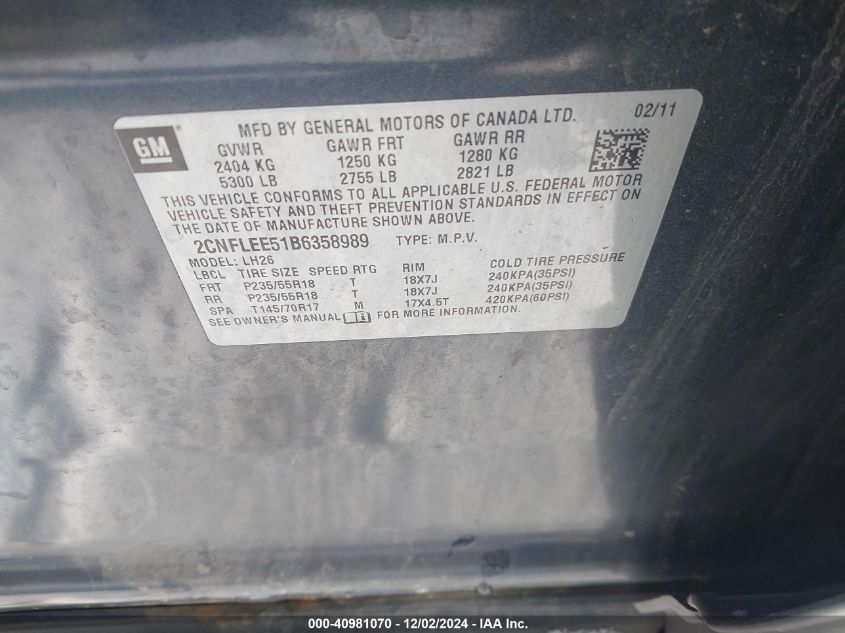 GM
MFD BY GENERAL MOTORS OF CANADA LTD. 02/11
GVWR GAWR FRT GAWR RR
2404 KG 1250 KG 1280 KG
5300 LB 2755 LB 2821 LB
THIS VEHICLE CONFORMS TO ALL APPLICABLE U.S. FEDERAL MOTOR
VEHICLE SAFETY AND THEFT PREVENTION STANDARDS IN EFFECT ON
THE DATE OF MANUFACTURE SHOWN ABOVE.
2CNFLEE51B6358989 TYPE: M.P.V.
MODEL: LH26
LBCL TIRE SIZE SPEED RTG RIM COLD TIRE PRESSURE
FRT P235/55R18 T 18X7J 240KPA(35PSI)
RR P235/55R18 T 18X7J 240KPA(35PSI)
SPA T145/70R17 M 17X4.5T 420KPA(60PSI)
SEE OWNER'S MANUAL FOR MORE INFORMATION.
000-40981070 - 12/02/2024 - IAA Inc.